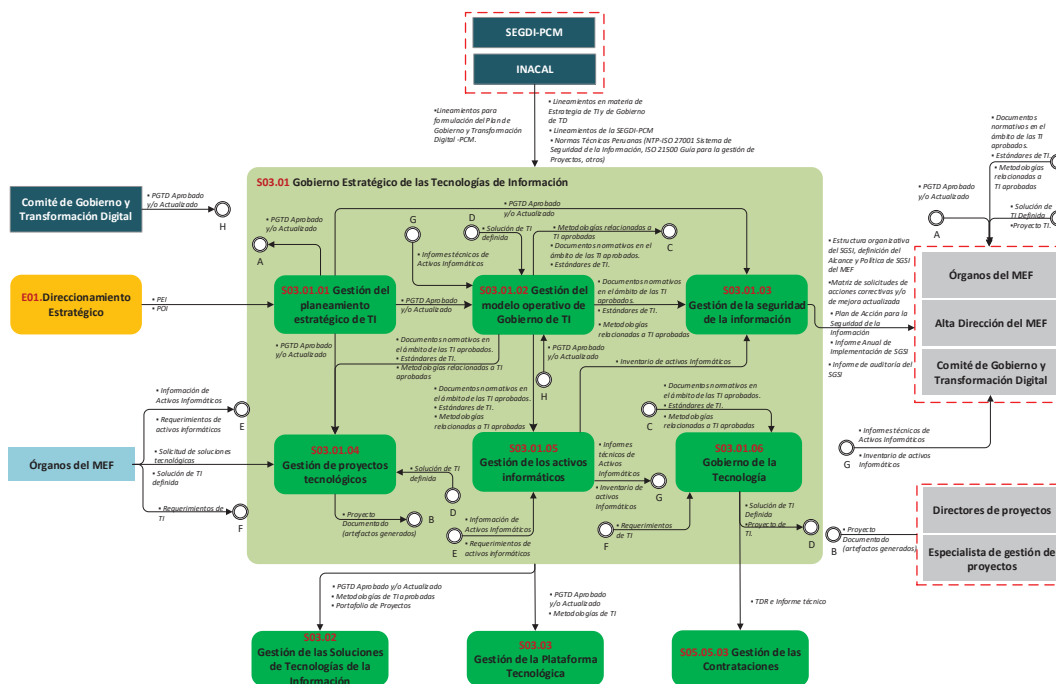 SEGDI-PCM
INACAL
•Lineamientos para
formulación del Plan de
Gobierno y Transformación
Digital -PCM.
• Lineamientos en materia de
Estrategia de TI y de Gobierno
de TD
• Lineamientos de la SEGDI-PCM
• Normas Técnicas Peruanas (NTP-ISO 27001 Sistema de
Seguridad de la Información, ISO 21500 Guía para la gestión de
Proyectos, otros)
• Documentos
normativos en el
ámbito de las TI
aprobados.
• Estándares de TI.
• Metodologías
relacionadas a
TI aprobados
• PGTD Aprobado
y/o Actualizado
A
• Solución de
TI Definida
•Proyecto TI.
Comité de Gobierno y
Transformación Digital
• PGTD Aprobado
y/o Actualizado
H
S03.01 Gobierno Estratégico de las Tecnologías de Información
• PGTD Aprobado
y/o Actualizado
A
• PGTD Aprobado
y/o Actualizado
G
• Informes técnicos de
Activos Informáticos
D
• Solución de TI
definida
• Metodologías relacionadas a
TI aprobados
• Documentos normativos en el
ámbito de las TI aprobados.
• Estándares de TI.
C
E01.Direccionamiento
Estratégico
• PEI
• POI
S03.01.01 Gestión del
planeamiento
estratégico de TI
• PGTD Aprobado
y/o Actualizado
S03.01.02 Gestión del
modelo operativo de
Gobierno de TI
• Documentos normativos en
el ámbito de las TI
aprobados.
• Estándares de TI.
• Metodologías
relacionadas a TI aprobados
S03.01.03
Gestión de la seguridad
de la información
• Estructura organizativa
del SGSI, definición del
Alcance y Política de SGSI
del MEF
•Matriz de solicitudes de
acciones correctivas y/o de
mejora actualizada
• Plan de Acción para la
Seguridad de la
Información
• Informe Anual de
Implementación de SGSI
• Informe de auditoría del
SGSI
Órganos del MEF
Alta Dirección del MEF
Comité de Gobierno y
Transformación Digital
• PGTD Aprobado
y/o Actualizado
• Documentos normativos en
el ámbito de las TI aprobados.
• Estándares de TI.
• Metodologías relacionadas a TI
aprobados
• PGTD Aprobado
y/o Actualizado
H
• Inventario de activos Informáticos
• Documentos normativos en
el ámbito de las TI aprobados.
• Estándares de TI.
• Metodologías
relacionadas a TI aprobados
C
• Documentos normativos en
el ámbito de las TI aprobados.
• Estándares de TI.
• Metodologías
relacionadas a TI aprobados
G
• Informes técnicos de
Activos Informáticos
• Inventario de activos
Informáticos
Órganos del MEF
• Información de
Activos Informáticos
• Requerimientos de
activos informáticos
E
• Solicitud de soluciones
tecnológicas
• Solución de TI
definida
• Requerimientos de
TI
F
S03.01.04
Gestión de proyectos
tecnológicos
• Solución de TI
definida
D
S03.01.05
Gestión de los activos
informáticos
• Informes
técnicos de
Activos
Informáticos
• Inventario de
activos
Informáticos
G
S03.01.06
Gobierno de la
Tecnología
• Proyecto
Documentado
(artefactos generados)
B
E
• Información de
Activos Informáticos
• Requerimientos de
activos informáticos
F
• Requerimientos
de TI
• Solución de TI
Definida
•Proyecto de
TI.
D
B
• Proyecto
Documentado
(artefactos generados)
Directores de proyectos
Especialista de gestión de
proyectos
• PGTD Aprobado y/o Actualizado
• Metodologías de TI aprobadas
• Portafolio de Proyectos
• PGTD Aprobado
y/o Actualizado
• Metodologías de TI
• TDR e Informe técnico
S03.02
Gestión de las Soluciones
de Tecnologías de la
Información
S03.03
Gestión de la Plataforma
Tecnológica
S05.05.03 Gestión de las
Contrataciones